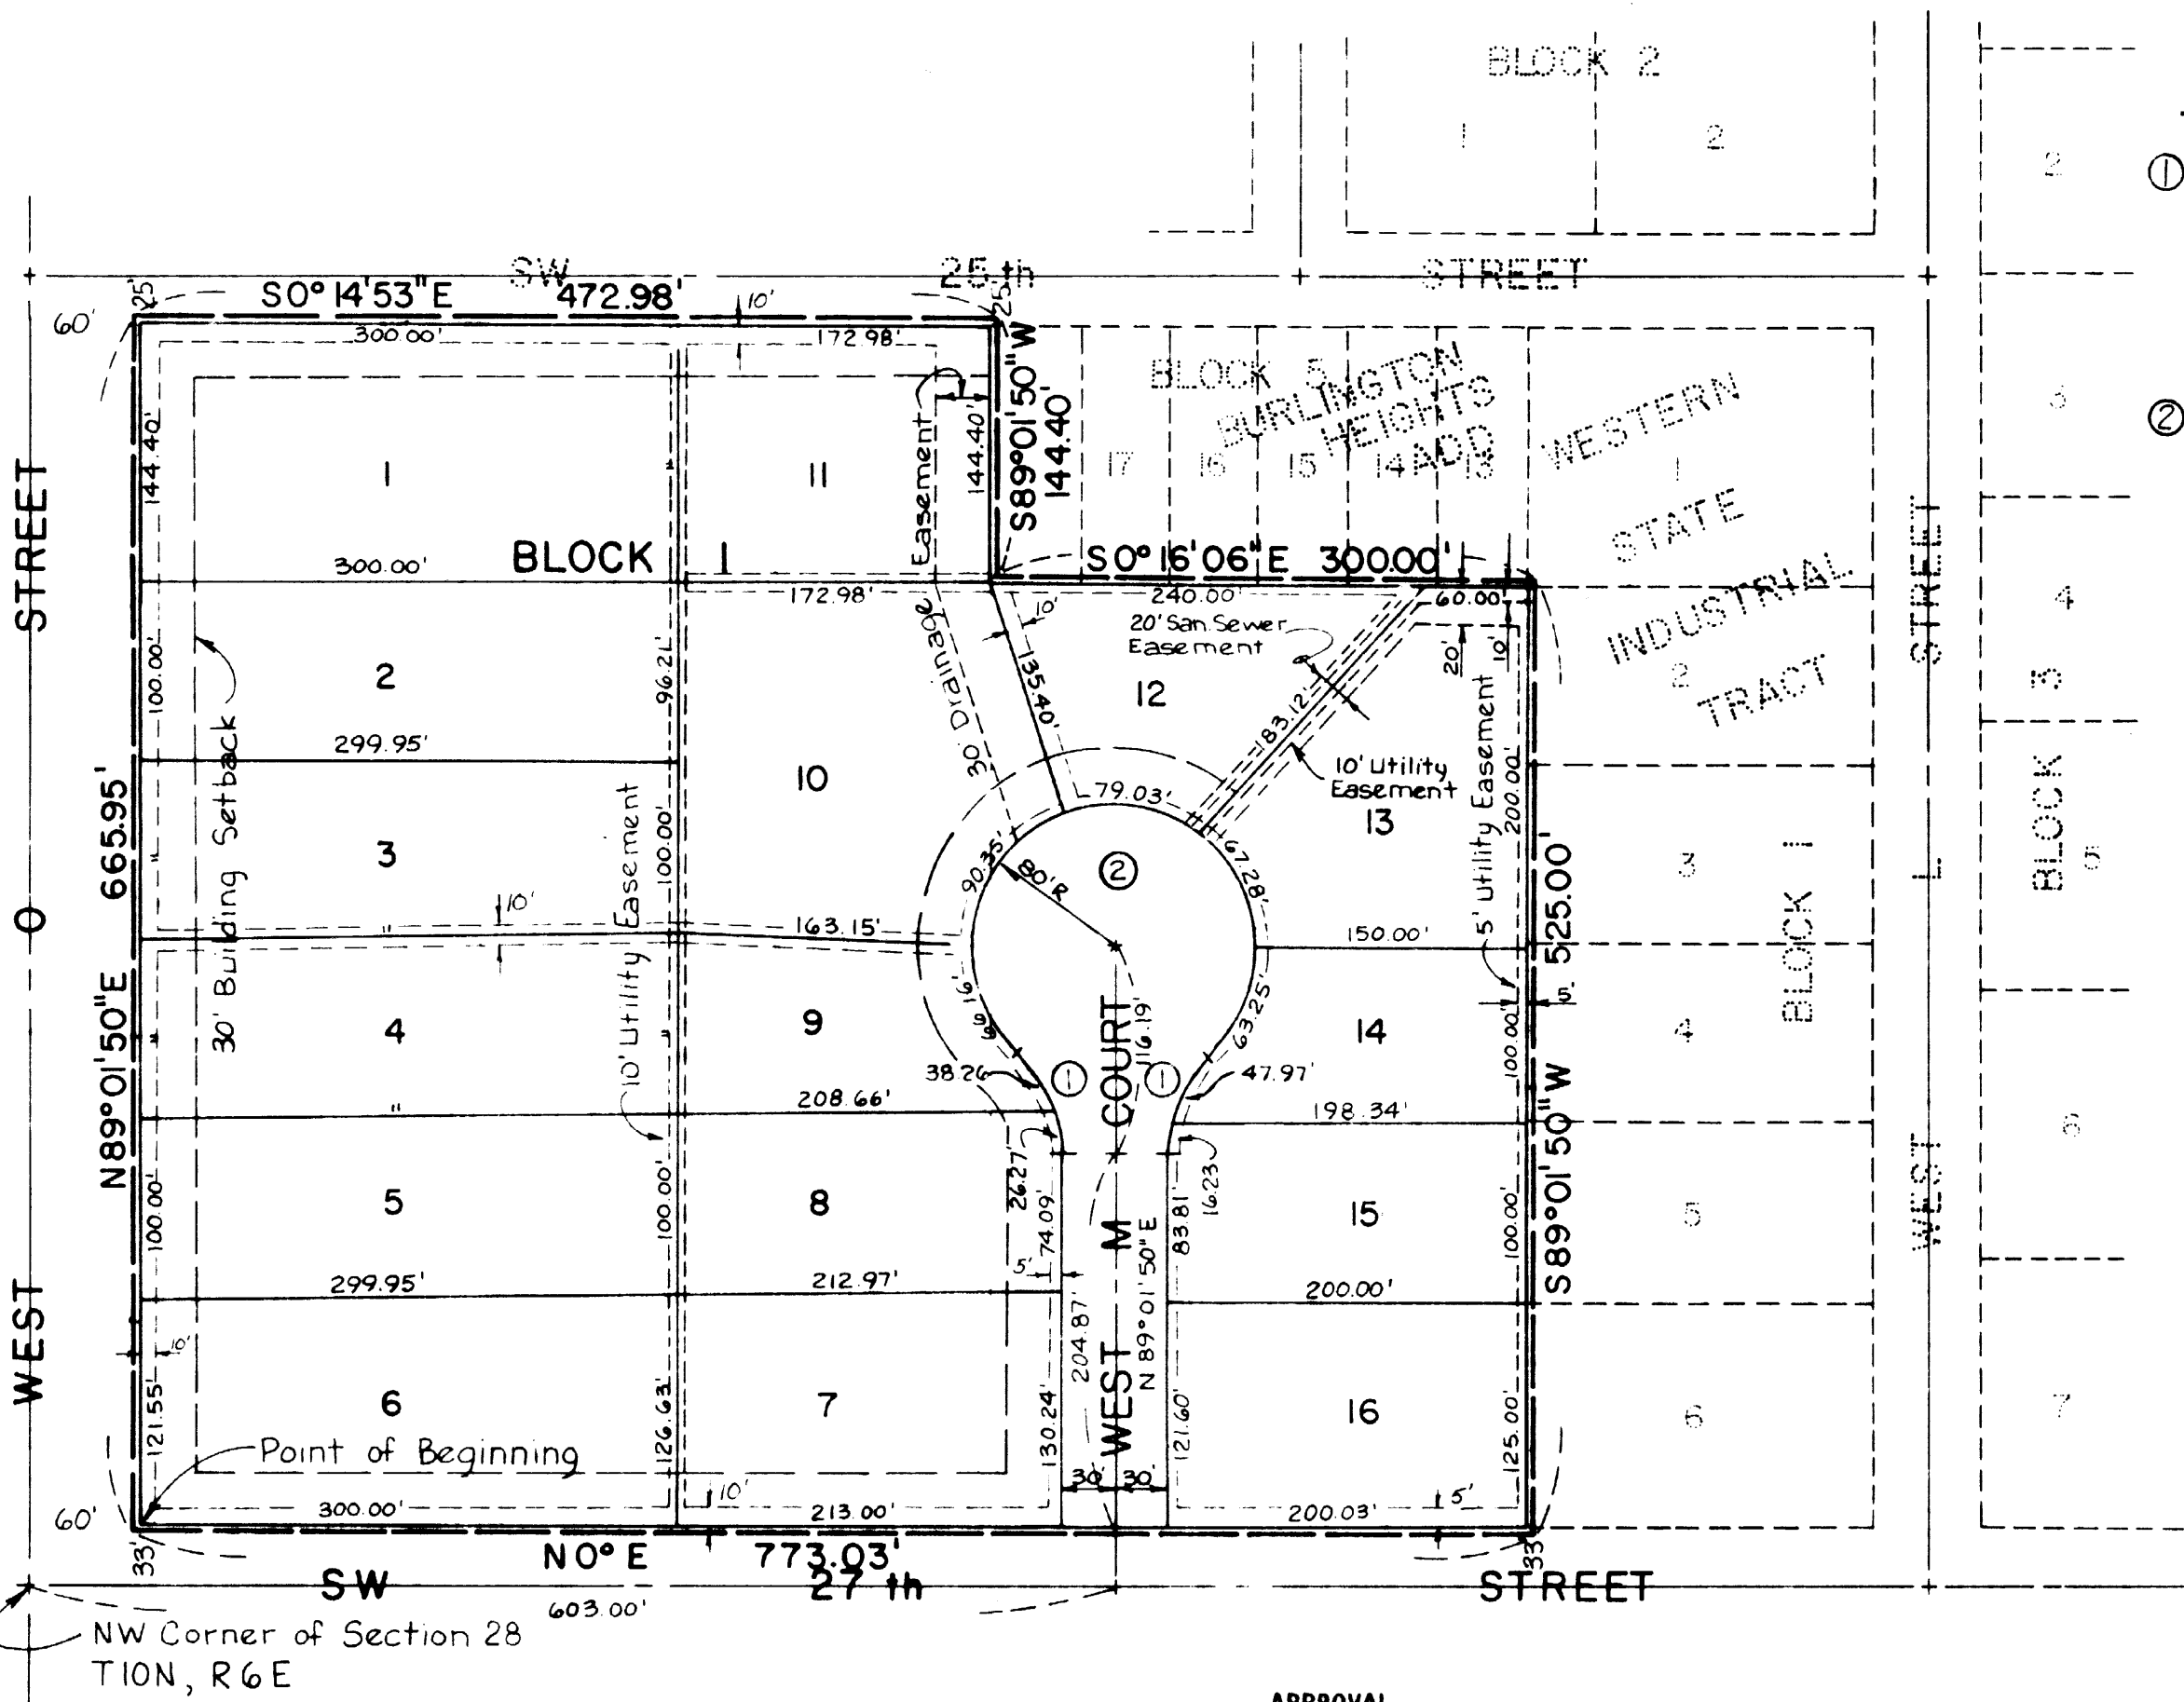 BLOCK 2
1
2
2
①
SW 25th STREET
S0°14'53"E 472.98'
10'
25'
25'
60'
300.00'
172.98'
S89°01'50"W
144.40'
BLOCK 5
BURLINGTON
HEIGHTS
ADD
17
16
15
14
13
WESTERN
STATE
INDUSTRIAL
TRACT
1
2
3
4
5
6
BLOCK 1
3
②
4
BLOCK 3
5
6
7
144.40'
1
11
Easement
144.40'
BLOCK 1
300.00'
172.98'
S0°16'06"E 300.00'
240.00'
60.00'
10'
20' San. Sewer
Easement
20'
10'
100.00'
2
96.21'
30' Drainage
135.40'
12
183.12'
299.95'
10
10' Utility
Easement
13
5' Utility Easement
200.00'
79.03'
67.28'
90.35'
80'R
②
30' Building Setback
3
10' Utility Easement
100.00'
10'
"
163.15'
150.00'
S89°01'50"W 525.00'
5'
N89°01'50"E 665.95'
4
9
14
63.25'
100.00'
116.19'
38.26
①
①
47.97'
"
208.66'
198.34'
26.27'
16.23
100.00'
5
100.00'
8
74.09'
5'
83.81'
15
100.00'
299.95'
212.97'
200.00'
WEST M COURT
N 89°01'50"E
204.87'
10'
121.55'
6
126.63'
7
130.24'
121.60'
16
125.00'
Point of Beginning
30'
30'
10'
5'
300.00'
213.00'
200.03'
60'
33'
33'
N0°E 773.03'
SW 27th STREET
603.00'
NW Corner of Section 28
T10N, R6E
WEST O STREET
WEST L STREET
APPROVAL